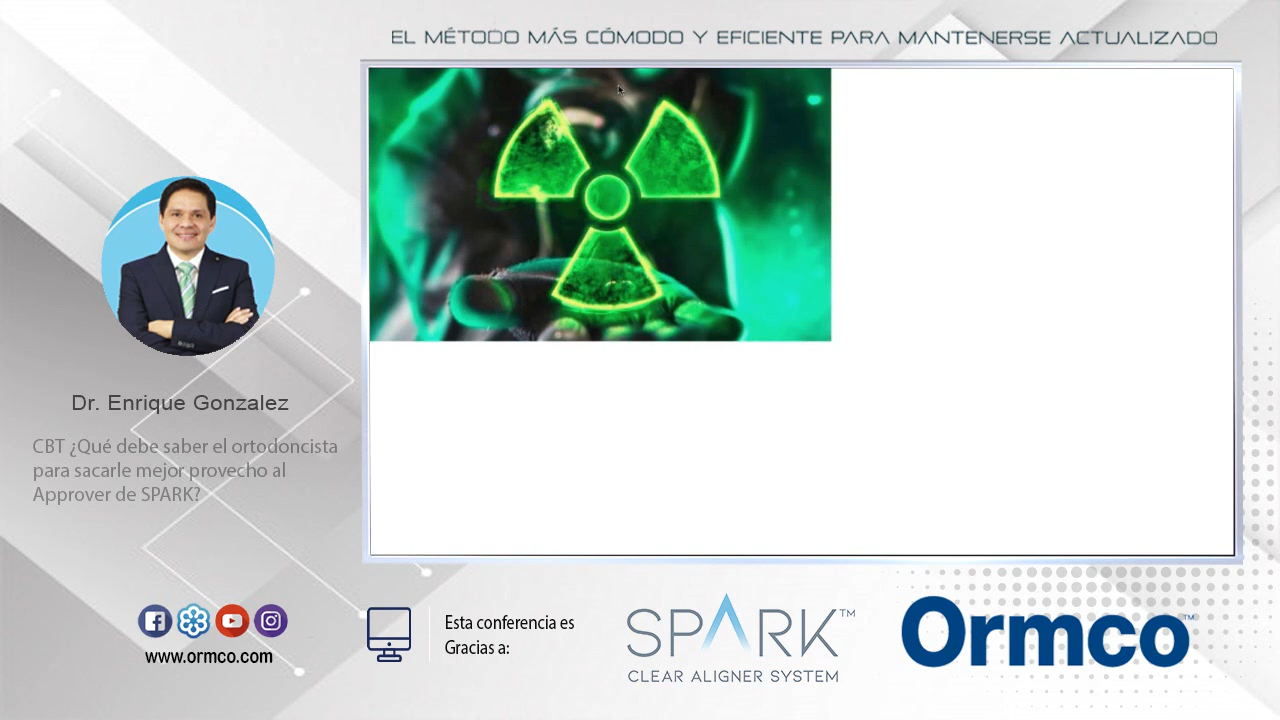 EL MÉTODO MÁS CÓMODO Y EFICIENTE PARA MANTENERSE ACTUALIZADO
Dr. Enrique Gonzalez
CBT ¿Qué debe saber el ortodoncista
para sacarle mejor provecho al
Approver de SPARK?
www.ormco.com
Esta conferencia es
Gracias a:
SPARK™
CLEAR ALIGNER SYSTEM
Ormco™